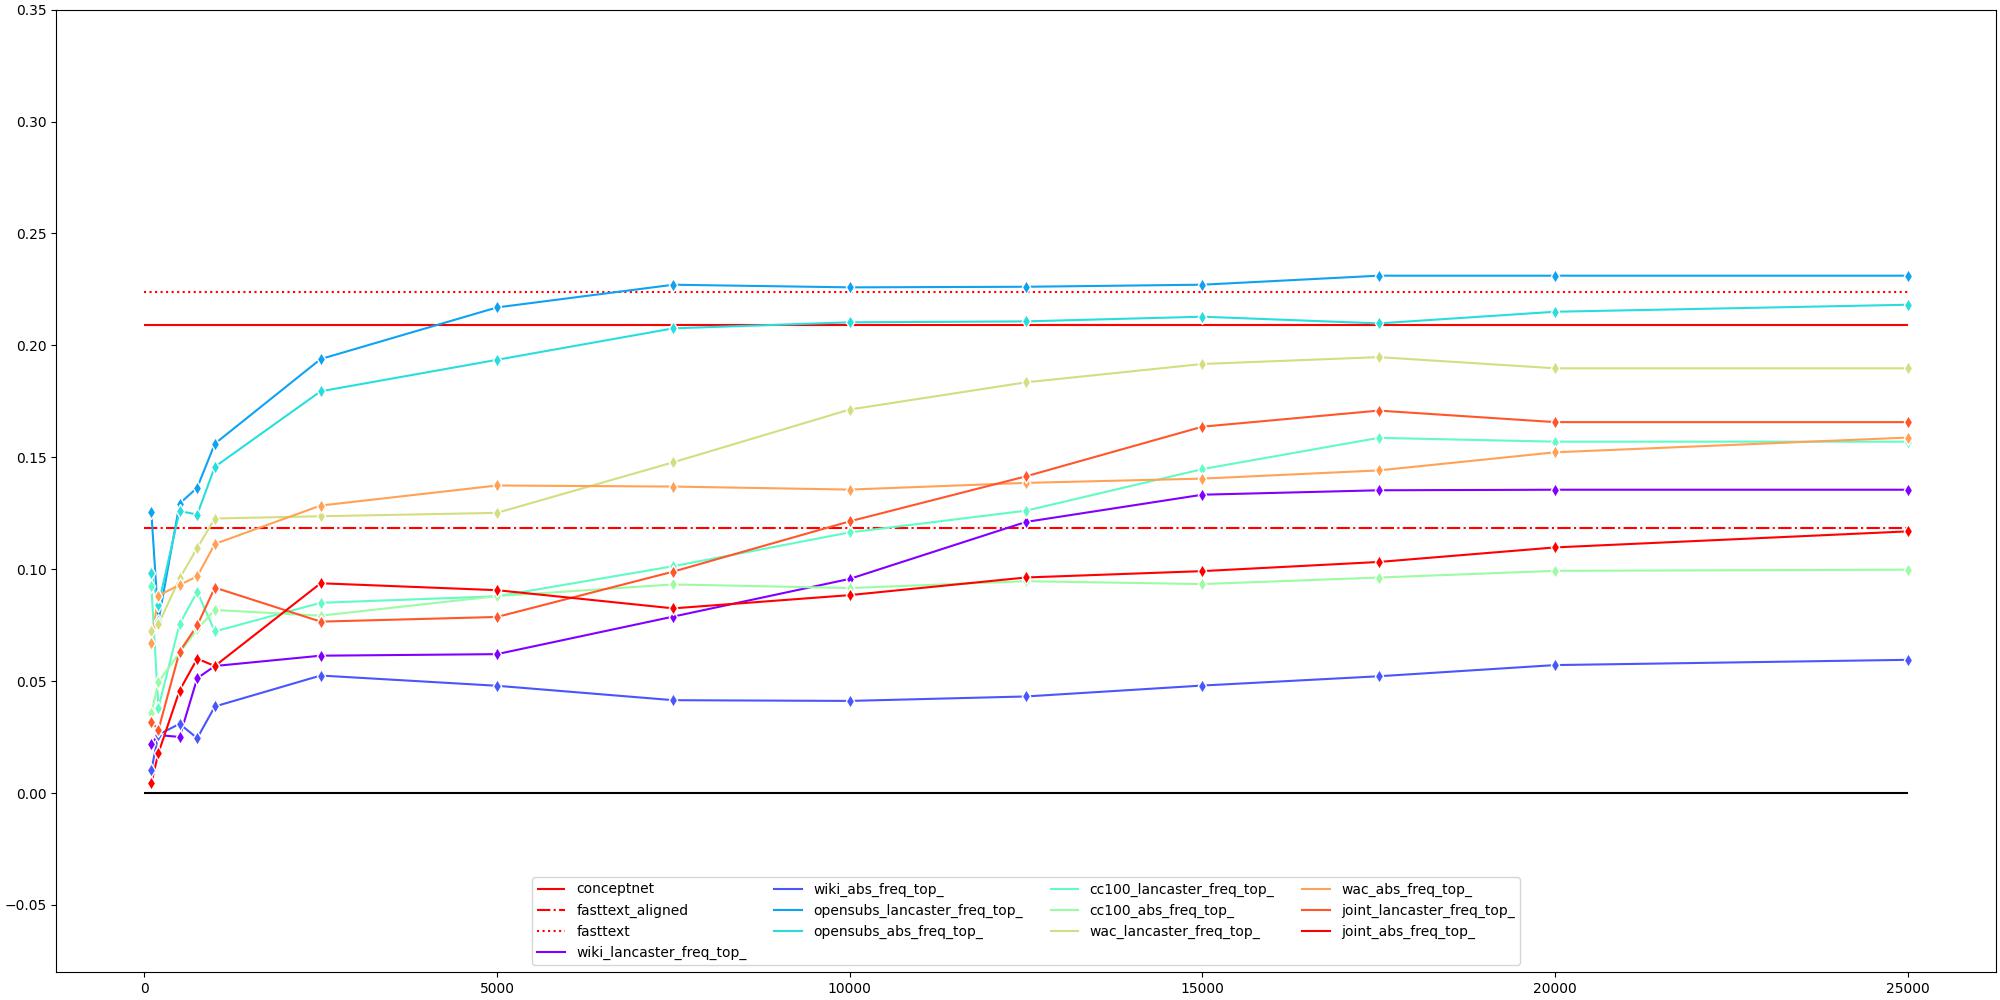 0.35
0.30
0.25
0.20
0.15
0.10
0.05
0.00
−0.05
conceptnet
fasttext_aligned
fasttext
wiki_lancaster_freq_top_
wiki_abs_freq_top_
opensubs_lancaster_freq_top_
opensubs_abs_freq_top_
cc100_lancaster_freq_top_
cc100_abs_freq_top_
wac_lancaster_freq_top_
wac_abs_freq_top_
joint_lancaster_freq_top_
joint_abs_freq_top_
0
5000
10000
15000
20000
25000